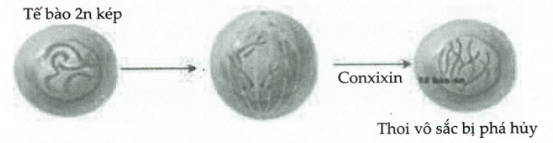 Tế bào 2n kép
Conxixin
Thoi vô sắc bị phá hủy